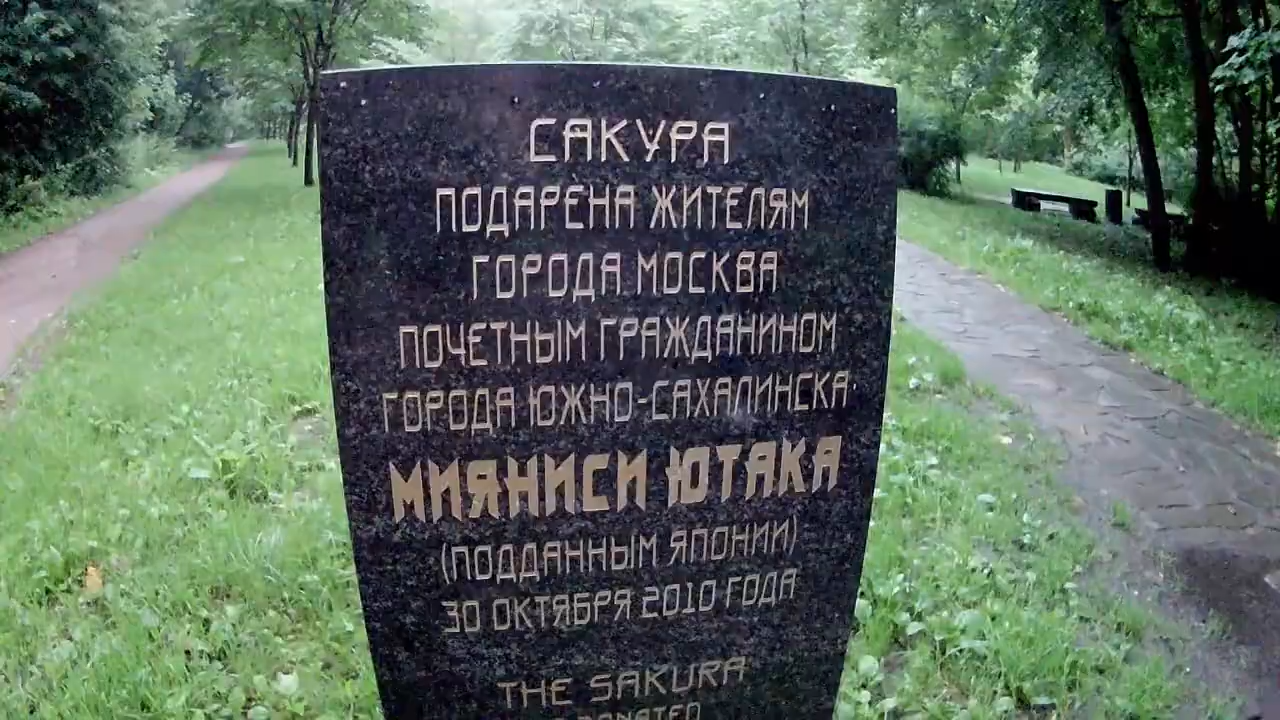 САКУРА
ПОДАРЕНА ЖИТЕЛЯМ
ГОРОДА МОСКВА
ПОЧЕТНЫМ ГРАЖДАНИНОМ
ГОРОДА ЮЖНО-САХАЛИНСКА
МИЯНИСИ ЮТАКА
(ПОДДАННЫМ ЯПОНИИ)
30 ОКТЯБРЯ 2010 ГОДА
THE SAKURA
DONATED